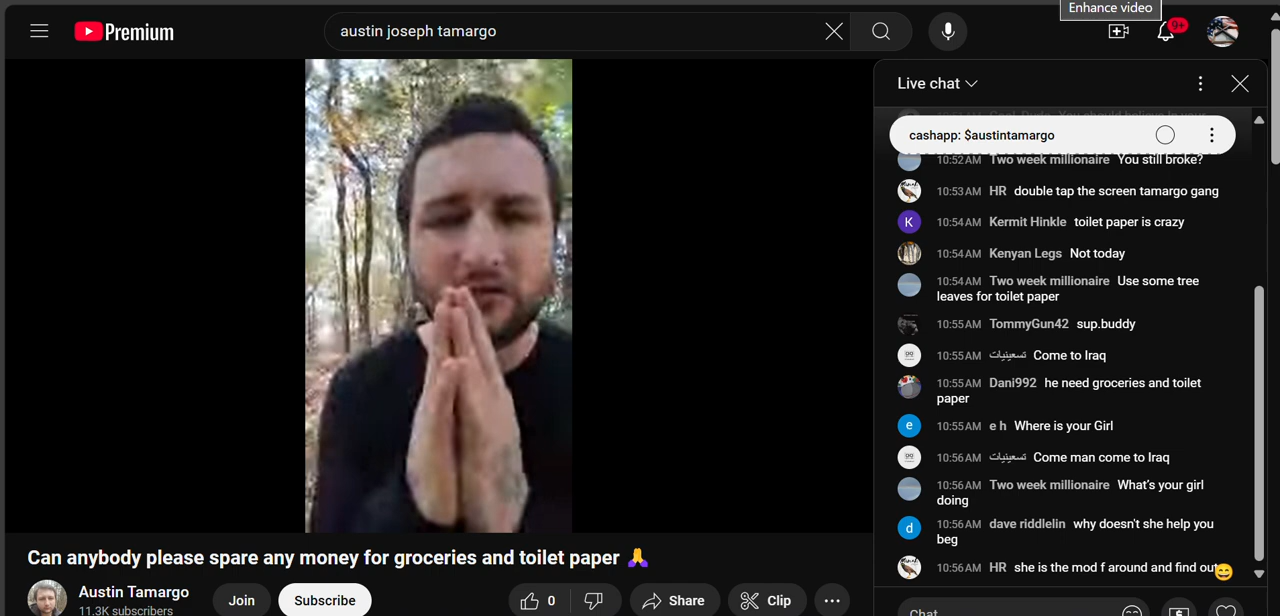 Enhance video
Premium
austin joseph tamargo
9+
Live chat
cashapp: $austintamargo
10:52 AM Two week millionaire You still broke?
10:53 AM HR double tap the screen tamargo gang
K
10:54 AM Kermit Hinkle toilet paper is crazy
10:54 AM Kenyan Legs Not today
10:54 AM Two week millionaire Use some tree
leaves for toilet paper
10:55 AM TommyGun42 sup.buddy
10:55 AM تسعينيات Come to Iraq
10:55 AM Dani992 he need groceries and toilet
paper
e
10:55 AM e h Where is your Girl
10:56 AM تسعينيات Come man come to Iraq
10:56 AM Two week millionaire What's your girl
doing
d
10:56 AM dave riddlelin why doesn't she help you
beg
10:56 AM HR she is the mod f around and find out
Chat
Can anybody please spare any money for groceries and toilet paper 🙏
Austin Tamargo
11.3K subscribers
Join
Subscribe
0
Share
Clip